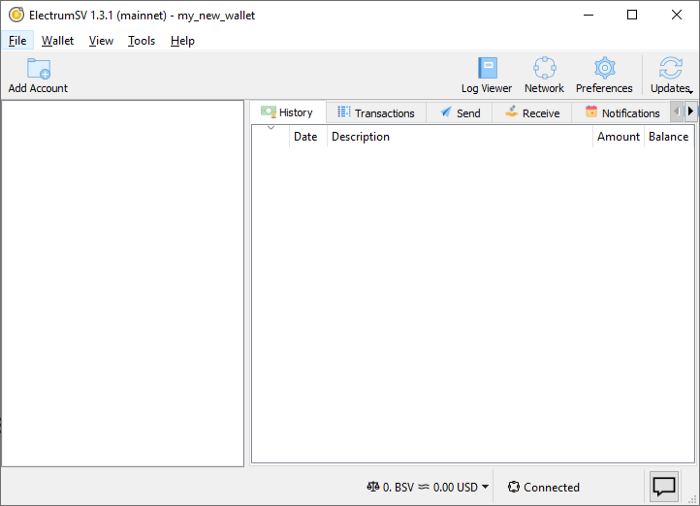 ElectrumSV 1.3.1 (mainnet) - my_new_wallet
File Wallet View Tools Help
Add Account Log Viewer Network Preferences Updates
History Transactions Send Receive Notifications
Date Description Amount Balance
0. BSV ≈ 0.00 USD Connected